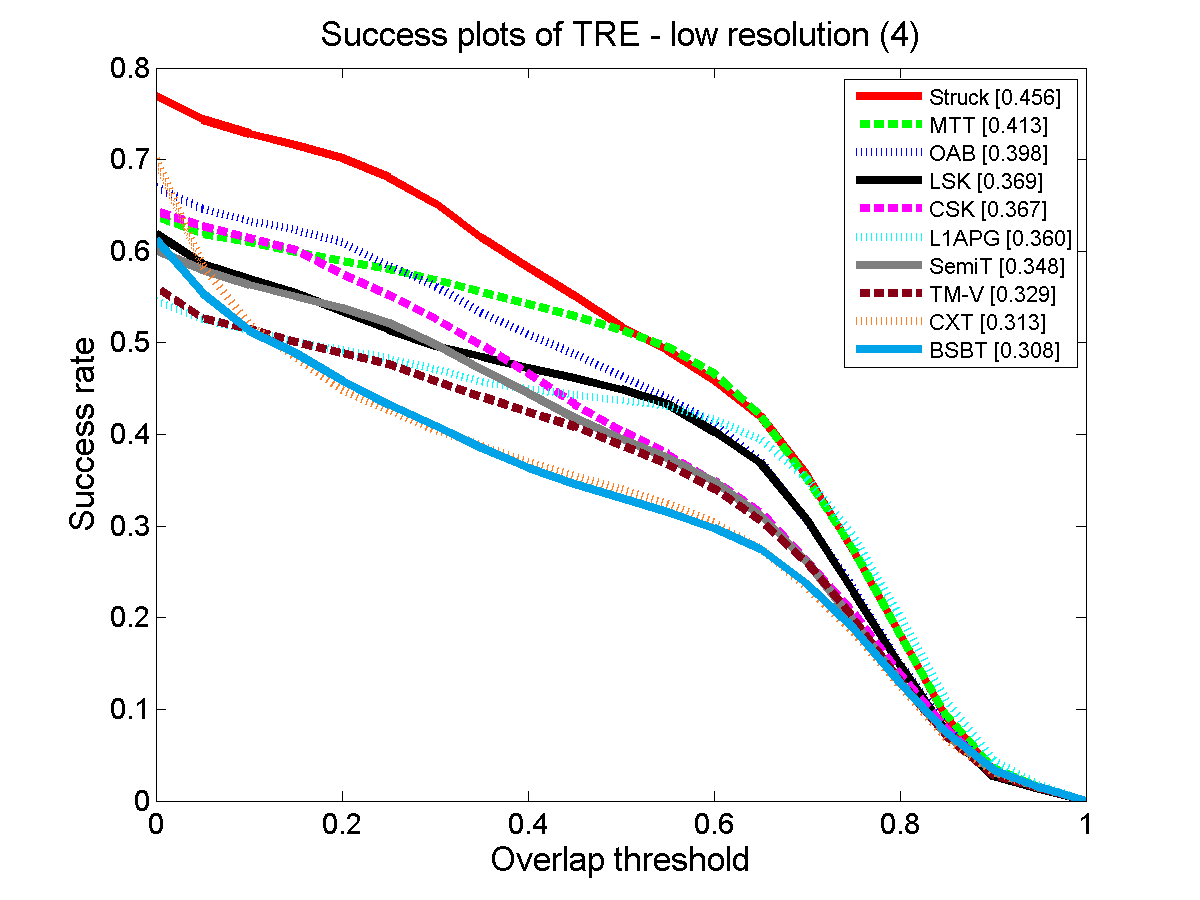 Success plots of TRE - low resolution (4)
0.8
0.7
0.6
0.5
0.4
0.3
0.2
0.1
0
Success rate
Struck [0.456]
MTT [0.413]
OAB [0.398]
LSK [0.369]
CSK [0.367]
L1APG [0.360]
SemiT [0.348]
TM-V [0.329]
CXT [0.313]
BSBT [0.308]
0 0.2 0.4 0.6 0.8 1
Overlap threshold